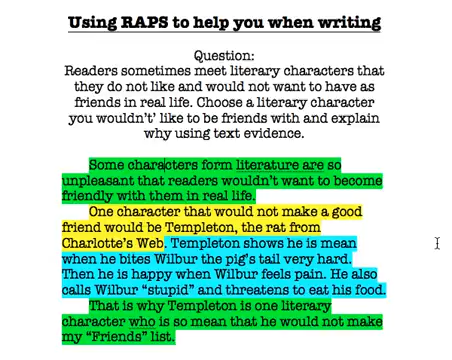 Using RAPS to help you when writing
Question:
Readers sometimes meet literary characters that
they do not like and would not want to have as
friends in real life. Choose a literary character
you wouldn't' like to be friends with and explain
why using text evidence.
Some characters form literature are so
unpleasant that readers wouldn't want to become
friendly with them in real life.
One character that would not make a good
friend would be Templeton, the rat from
Charlotte's Web. Templeton shows he is mean
when he bites Wilbur the pig's tail very hard.
Then he is happy when Wilbur feels pain. He also
calls Wilbur "stupid" and threatens to eat his food.
That is why Templeton is one literary
character who is so mean that he would not make
my "Friends" list.